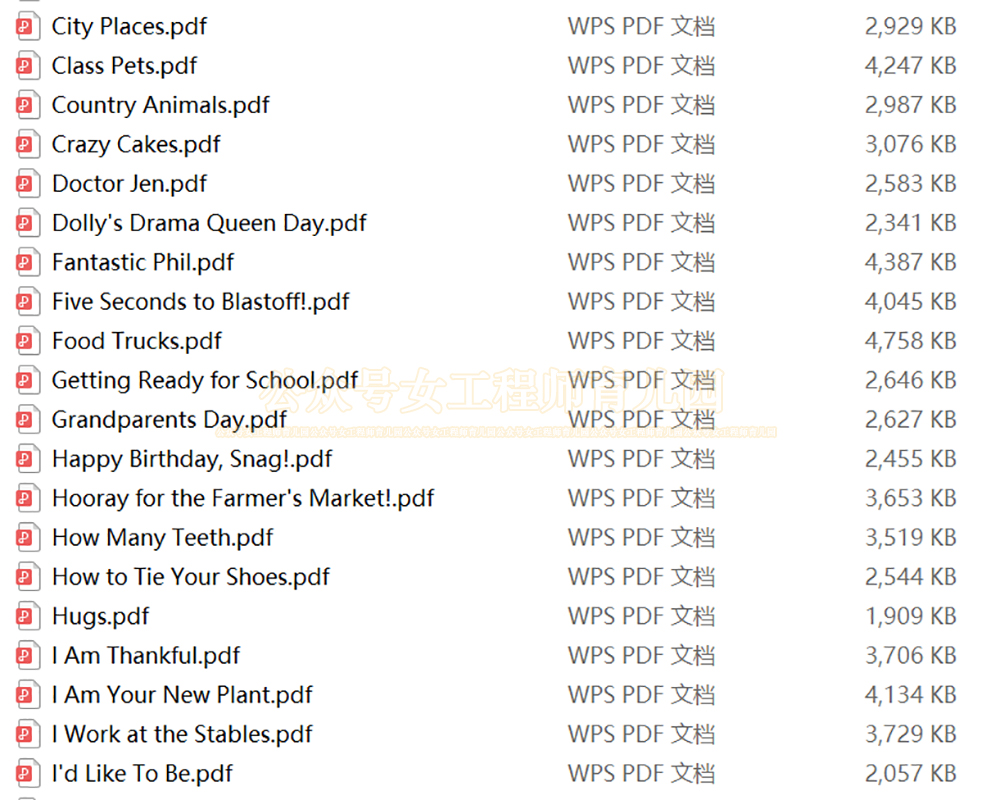 City Places.pdf WPS PDF 文档 2,929 KB
Class Pets.pdf WPS PDF 文档 4,247 KB
Country Animals.pdf WPS PDF 文档 2,987 KB
Crazy Cakes.pdf WPS PDF 文档 3,076 KB
Doctor Jen.pdf WPS PDF 文档 2,583 KB
Dolly's Drama Queen Day.pdf WPS PDF 文档 2,341 KB
Fantastic Phil.pdf WPS PDF 文档 4,387 KB
Five Seconds to Blastoff!.pdf WPS PDF 文档 4,045 KB
Food Trucks.pdf WPS PDF 文档 4,758 KB
Getting Ready for School.pdf WPS PDF 文档 2,646 KB
公众号女工程师育儿园
Grandparents Day.pdf WPS PDF 文档 2,627 KB
Happy Birthday, Snag!.pdf WPS PDF 文档 2,455 KB
Hooray for the Farmer's Market!.pdf WPS PDF 文档 3,653 KB
How Many Teeth.pdf WPS PDF 文档 3,519 KB
How to Tie Your Shoes.pdf WPS PDF 文档 2,544 KB
Hugs.pdf WPS PDF 文档 1,909 KB
I Am Thankful.pdf WPS PDF 文档 3,706 KB
I Am Your New Plant.pdf WPS PDF 文档 4,134 KB
I Work at the Stables.pdf WPS PDF 文档 3,729 KB
I'd Like To Be.pdf WPS PDF 文档 2,057 KB